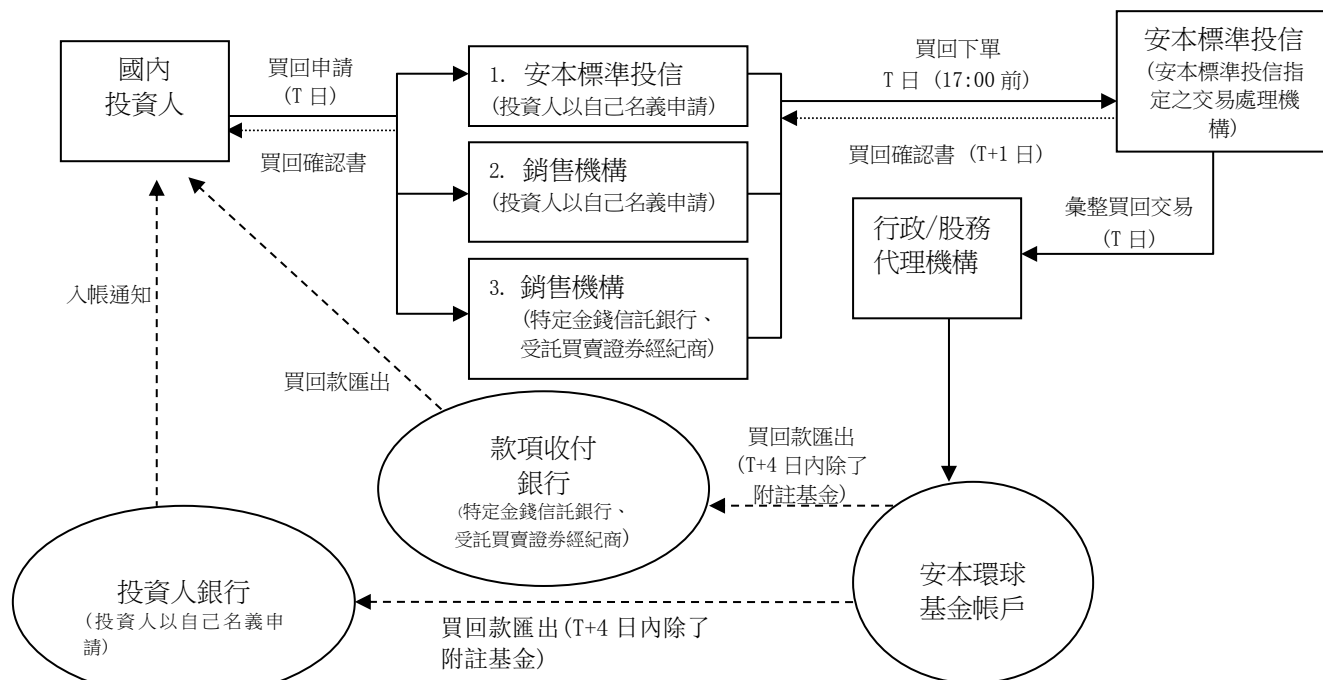 國內
投資人
買回申請
(T 日)
買回確認書
1. 安本標準投信
(投資人以自己名義申請)
2. 銷售機構
(投資人以自己名義申請)
3. 銷售機構
(特定金錢信託銀行、
受託買賣證券經紀商)
買回下單
T 日 (17:00 前)
買回確認書 (T+1 日)
安本標準投信
(安本標準投信指
定之交易處理機
構)
彙整買回交易
(T 日)
行政/股務
代理機構
入帳通知
買回款匯出
款項收付
銀行
(特定金錢信託銀行、
受託買賣證券經紀商)
買回款匯出
(T+4 日內除了
附註基金)
安本環球
基金帳戶
投資人銀行
(投資人以自己名義申
請)
買回款匯出(T+4 日內除了
附註基金)